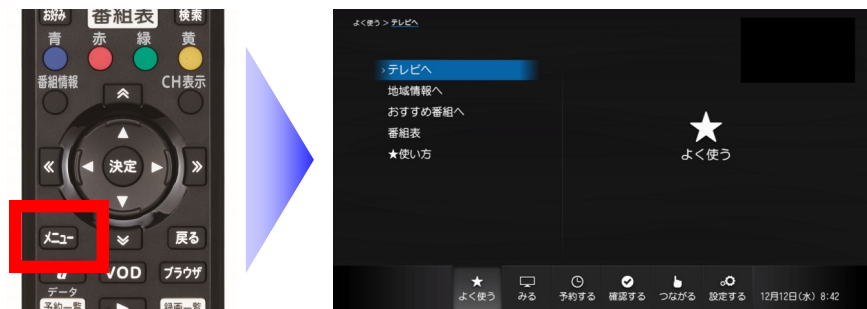 お好み 番組表 検索
青 赤 緑 黄
番組情報 CH表示
決定
メニュー 戻る
d VOD ブラウザ
データ
予約一覧 録画一覧
よく使う > テレビへ
›テレビへ
地域情報へ
おすすめ番組へ
番組表
★使い方
★
よく使う
よく使う みる 予約する 確認する つながる 設定する 12月12日(水) 8:42